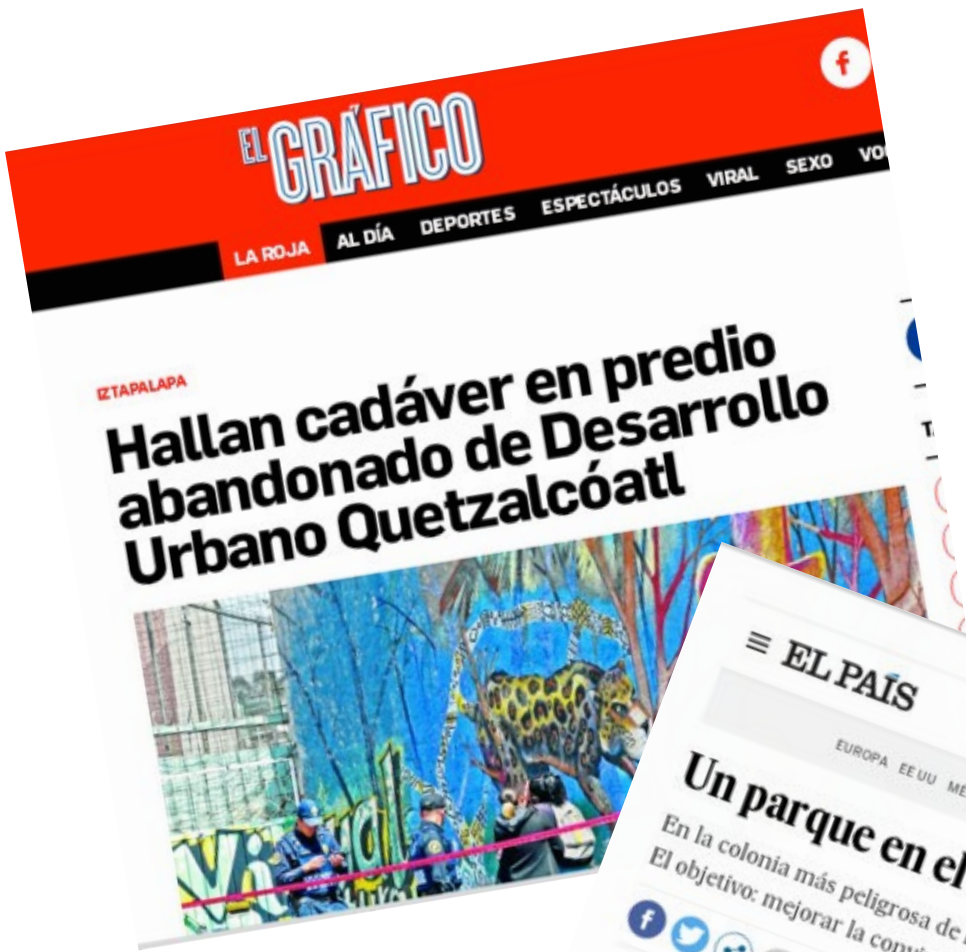 EL GRÁFICO
LA ROJA AL DÍA DEPORTES ESPECTÁCULOS VIRAL SEXO
IZTAPALAPA
Hallan cadáver en predio
abandonado de Desarrollo
Urbano Quetzalcóatl
EL PAÍS
EUROPA EE UU
Un parque en el
En la colonia más peligrosa de
El objetivo: mejorar la